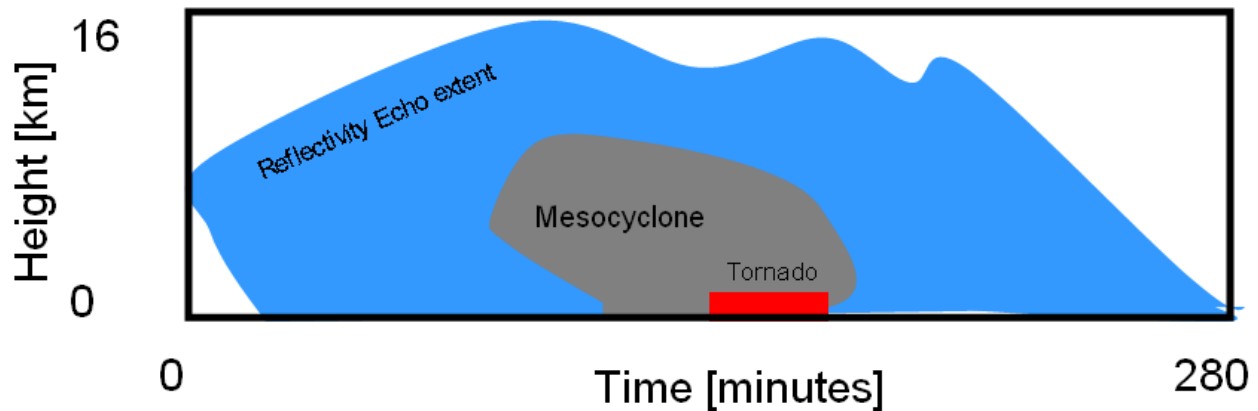 16
Height [km]
Reflectivity Echo extent
Mesocyclone
Tornado
0
0
Time [minutes]
280